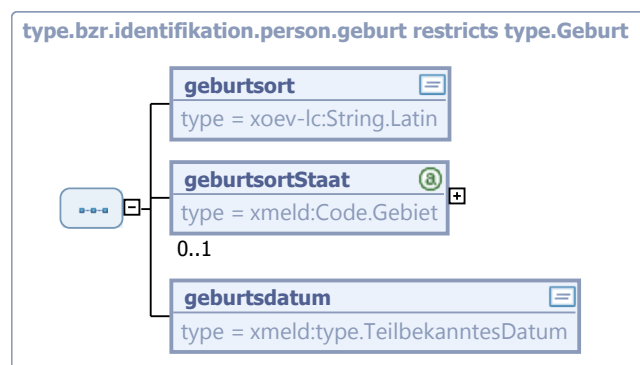 type.bzr.identifikation.person.geburt restricts type.Geburt
geburtsort
type = xoev-lc:String.Latin
geburtsortStaat a
type = xmeld:Code.Gebiet
0..1
geburtsdatum
type = xmeld:type.TeilbekanntesDatum